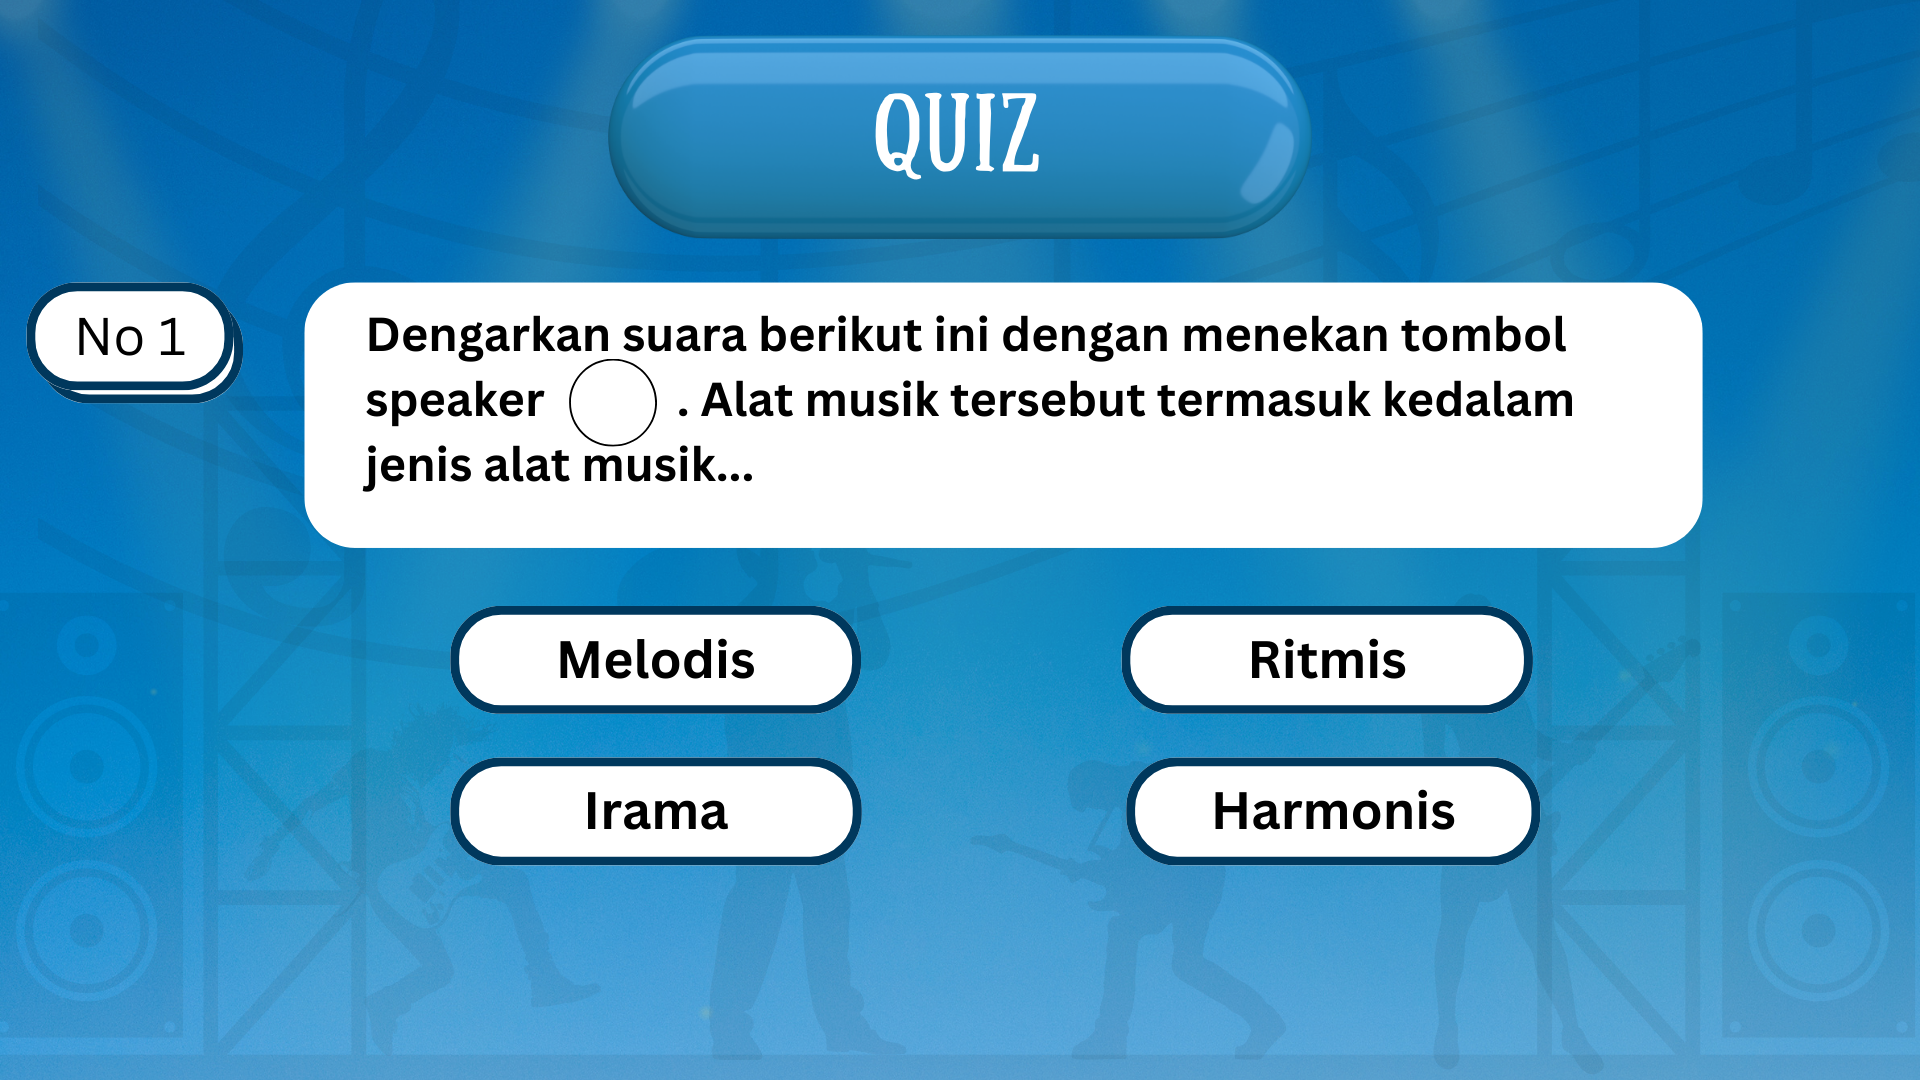 QUIZ
No 1
Dengarkan suara berikut ini dengan menekan tombol
speaker . Alat musik tersebut termasuk kedalam
jenis alat musik...
Melodis
Ritmis
Irama
Harmonis